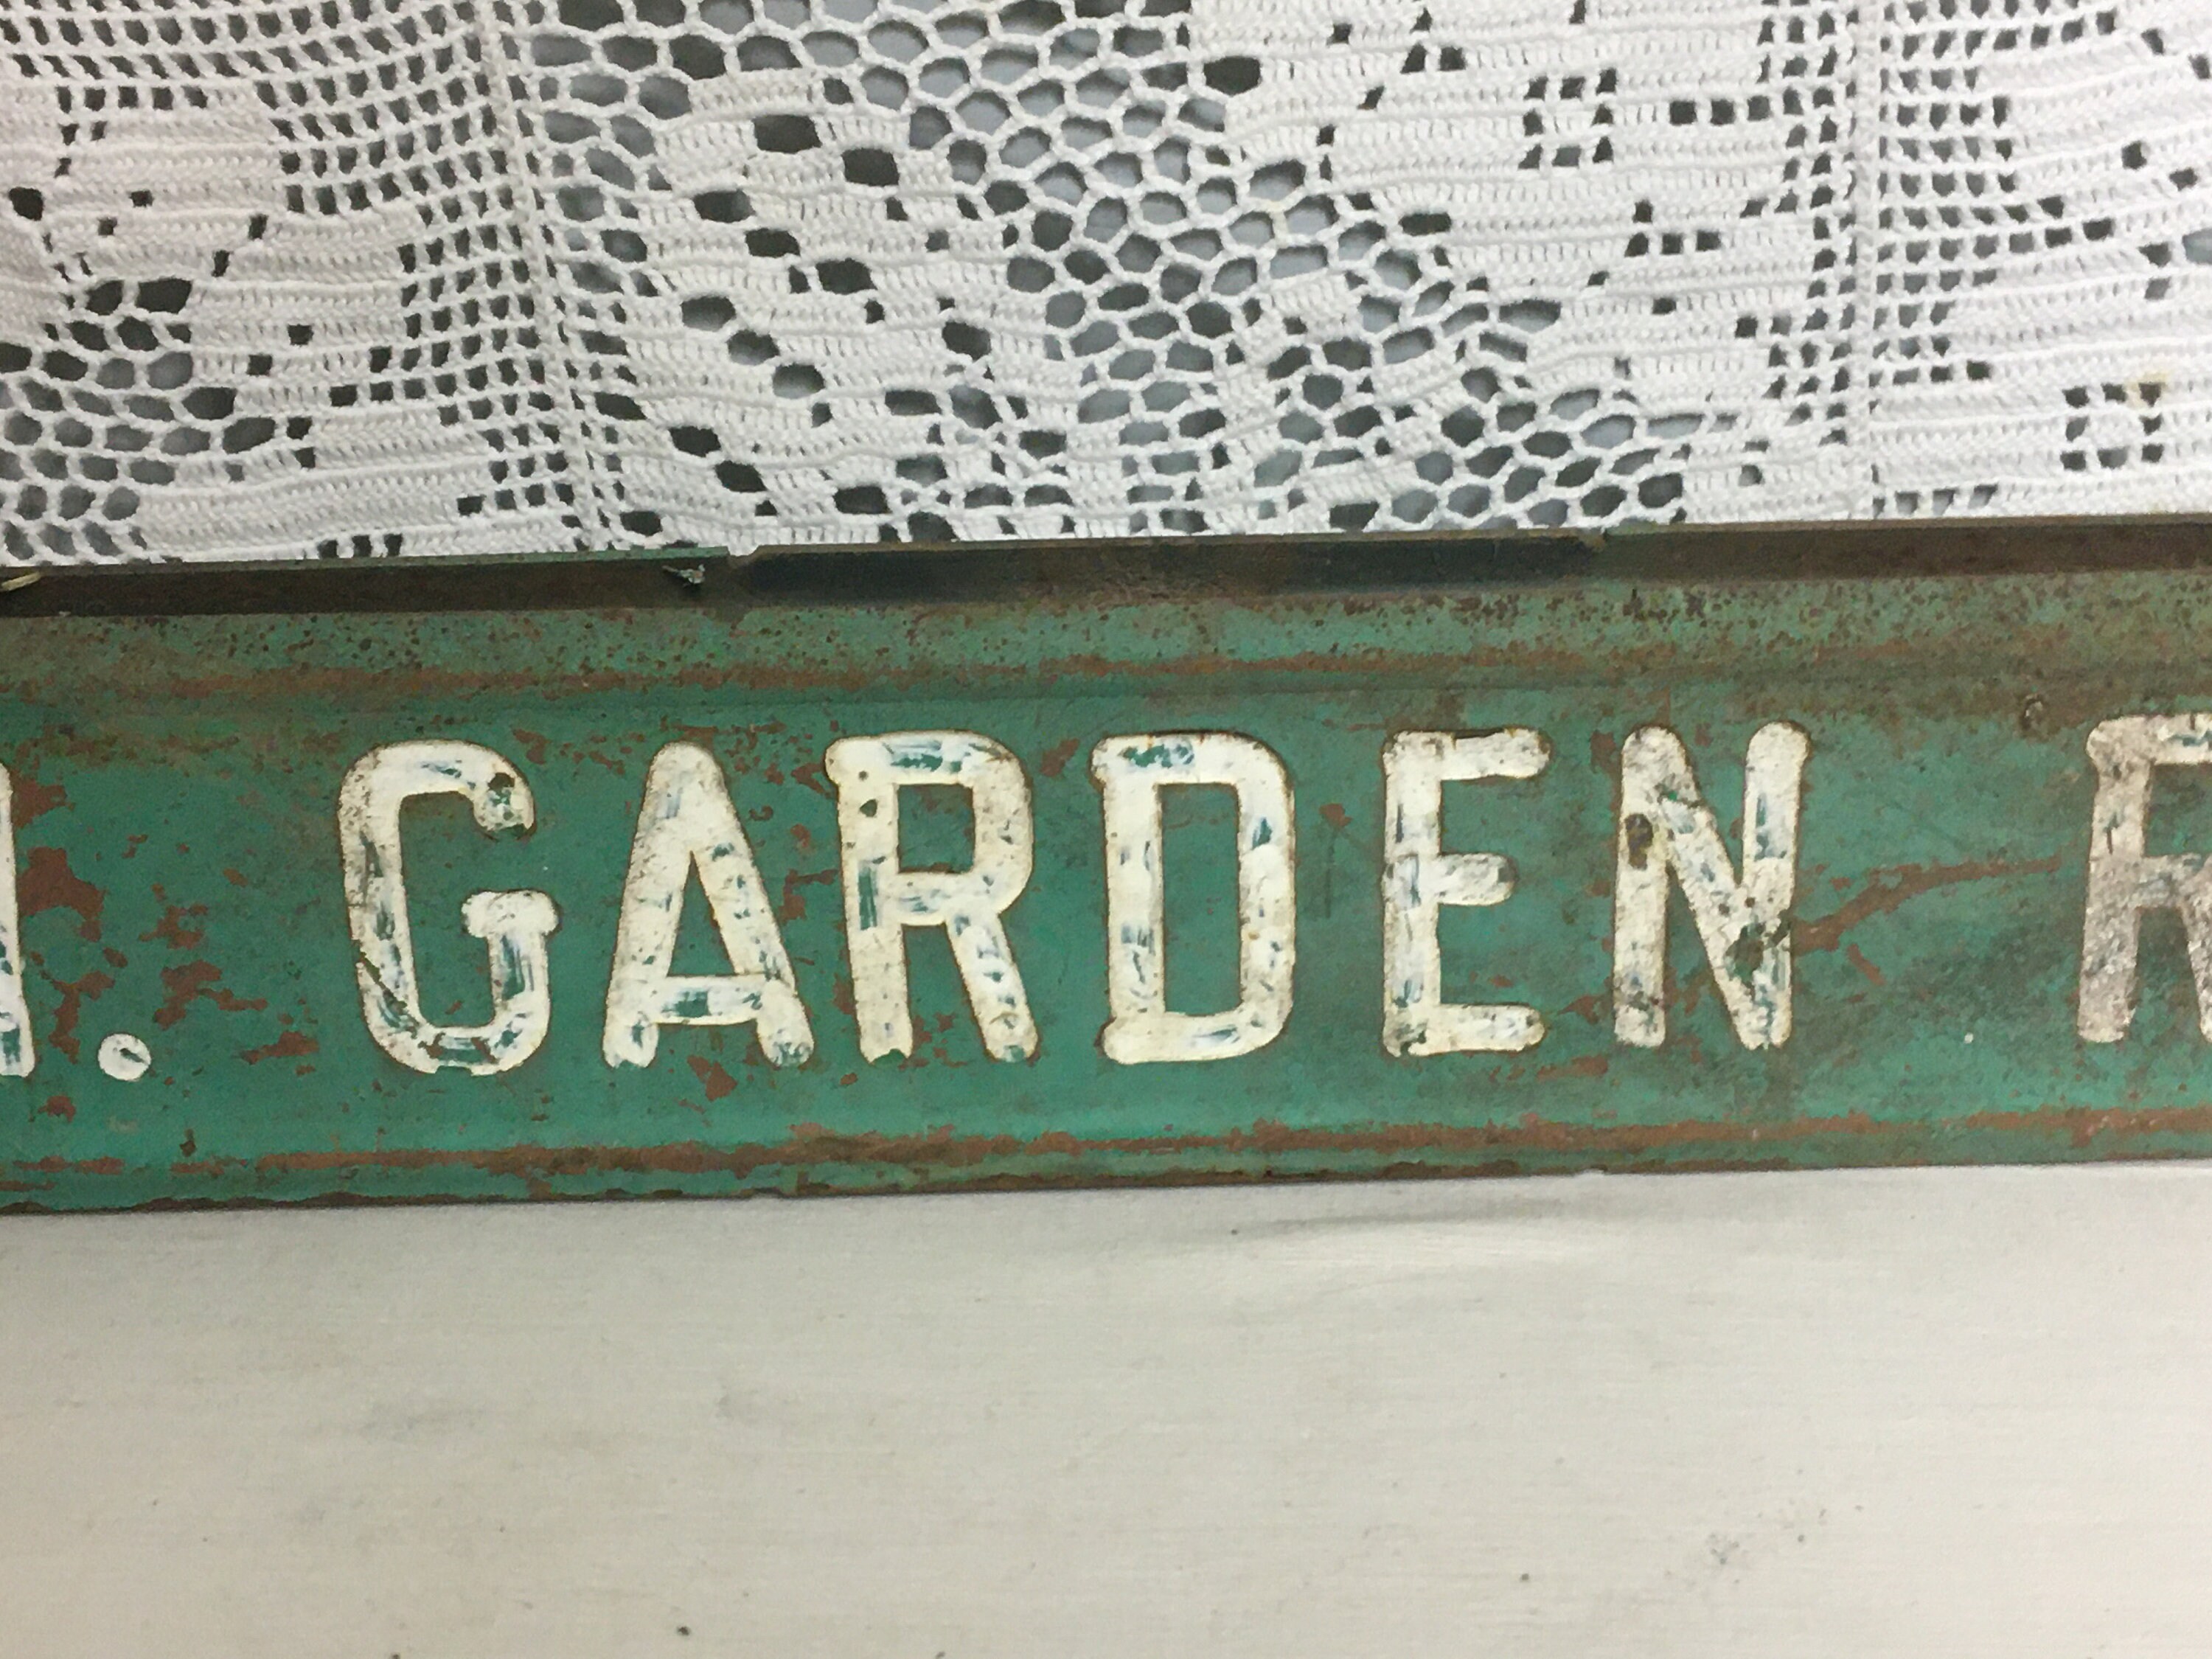 . GARDEN R